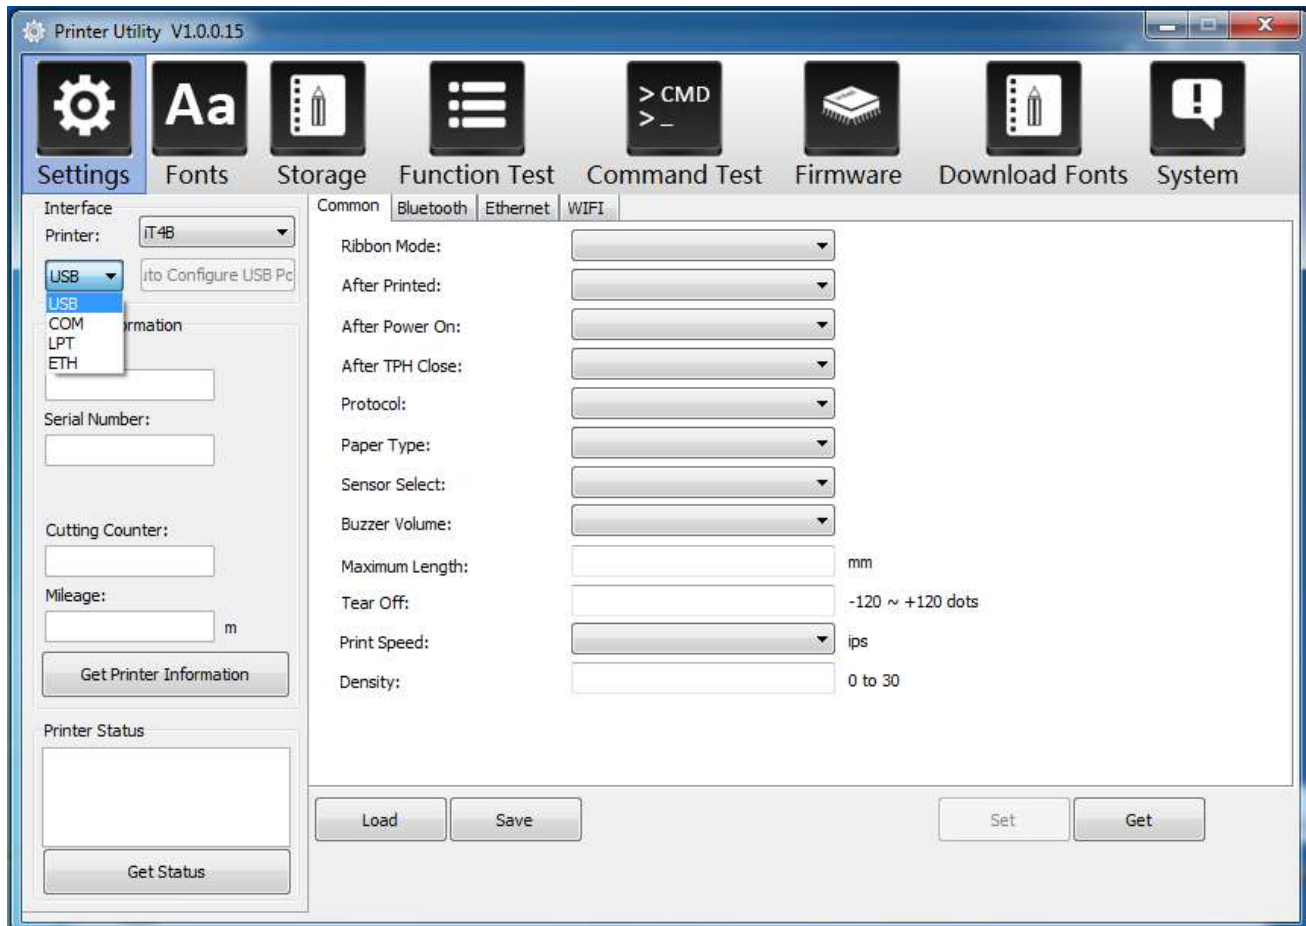 Printer Utility V1.0.0.15
> CMD
> _
Aa
Settings Fonts Storage Function Test Command Test Firmware Download Fonts System
Interface
Printer: iT4B
USB ito Configure USB Pc
USB
COM
LPT
ETH
rmation
Serial Number:
Cutting Counter:
Mileage:
m
Get Printer Information
Printer Status
Get Status
Common Bluetooth Ethernet WIFI
Ribbon Mode:
After Printed:
After Power On:
After TPH Close:
Protocol:
Paper Type:
Sensor Select:
Buzzer Volume:
Maximum Length: mm
Tear Off: -120 ~ +120 dots
Print Speed: ips
Density: 0 to 30
Load Save Set Get